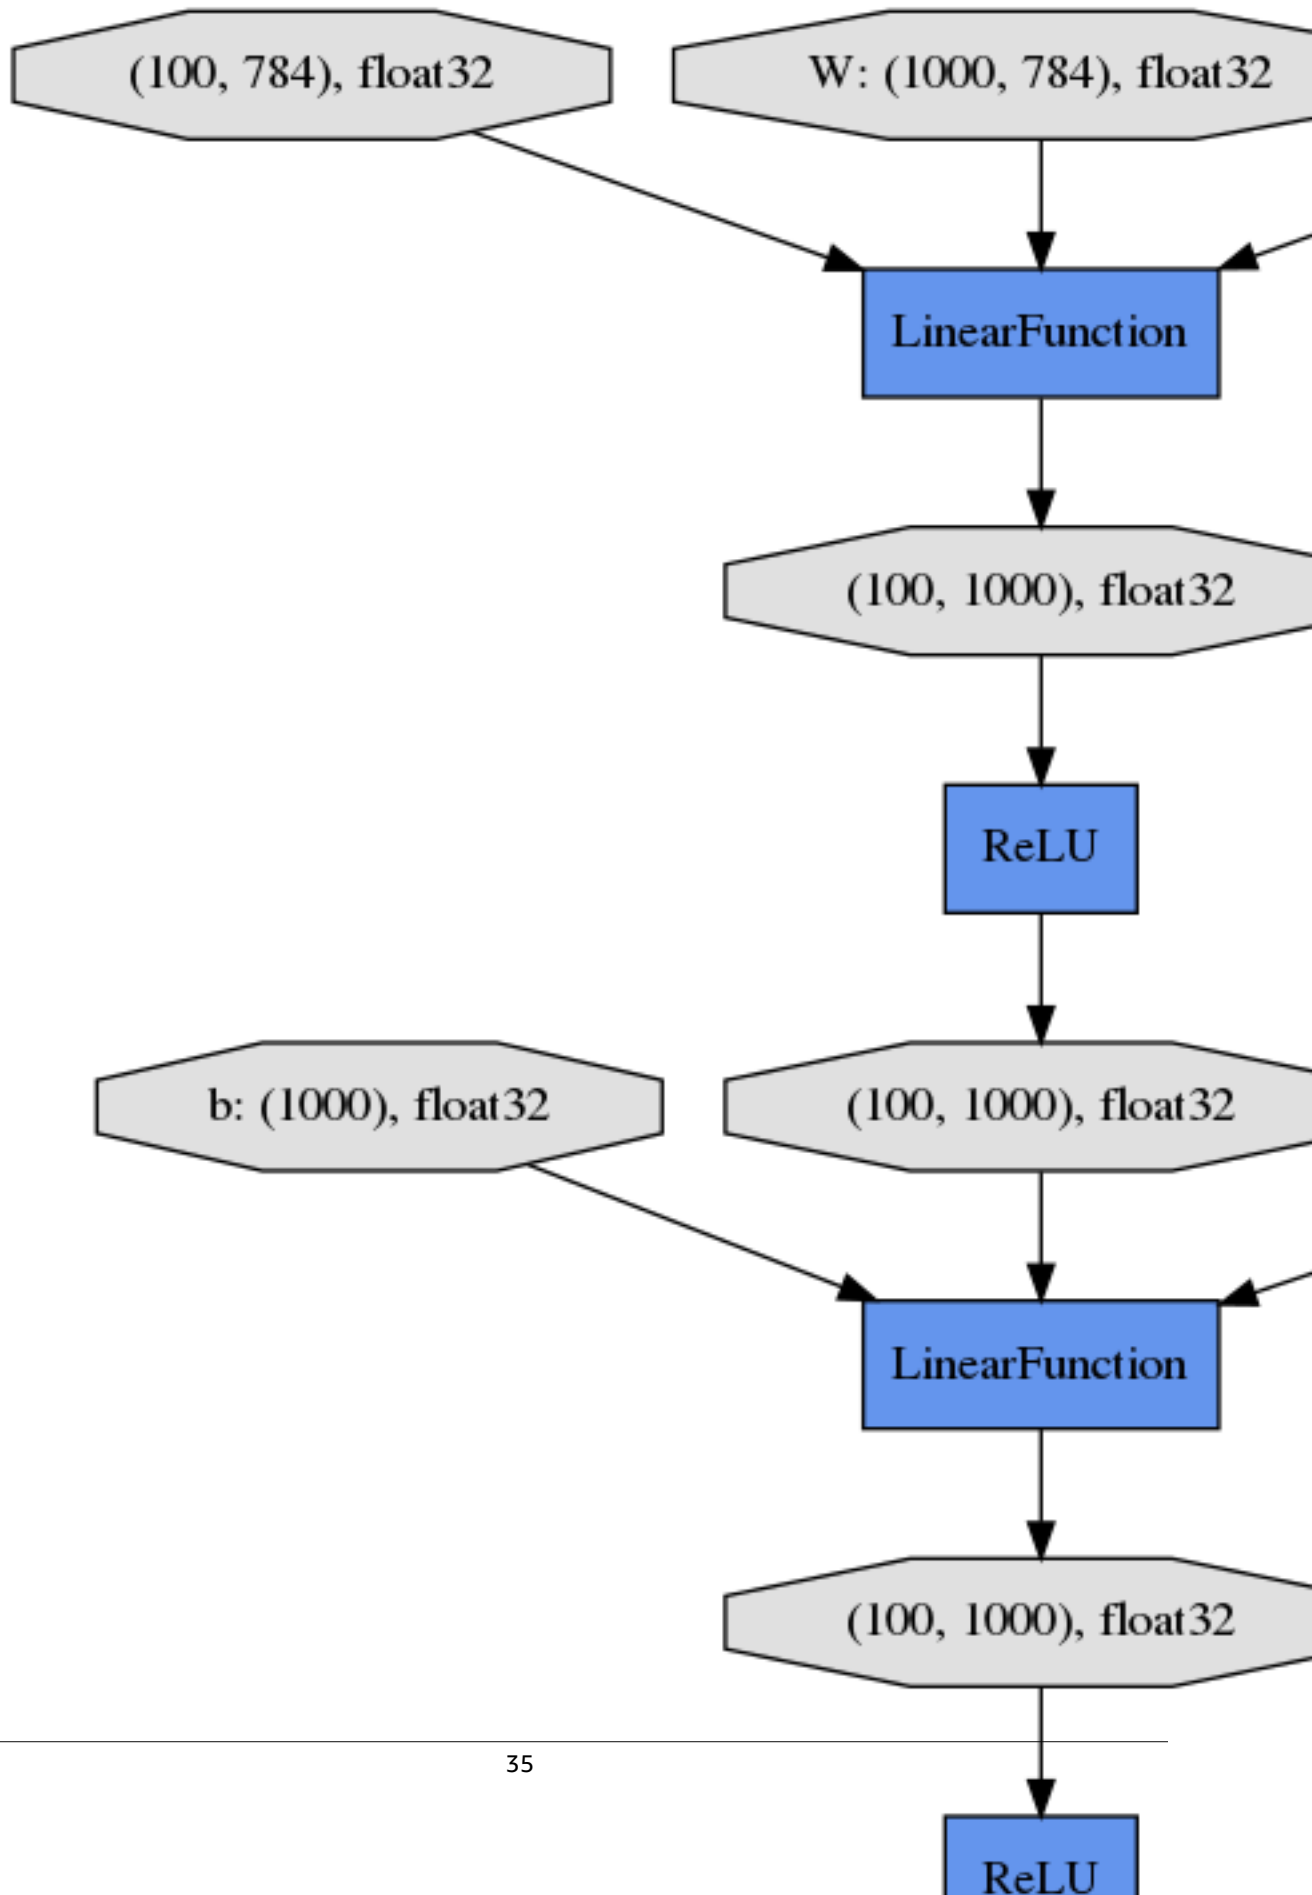 (100, 784), float32
W: (1000, 784), float32
LinearFunction
(100, 1000), float32
ReLU
b: (1000), float32
(100, 1000), float32
LinearFunction
(100, 1000), float32
35
ReLU